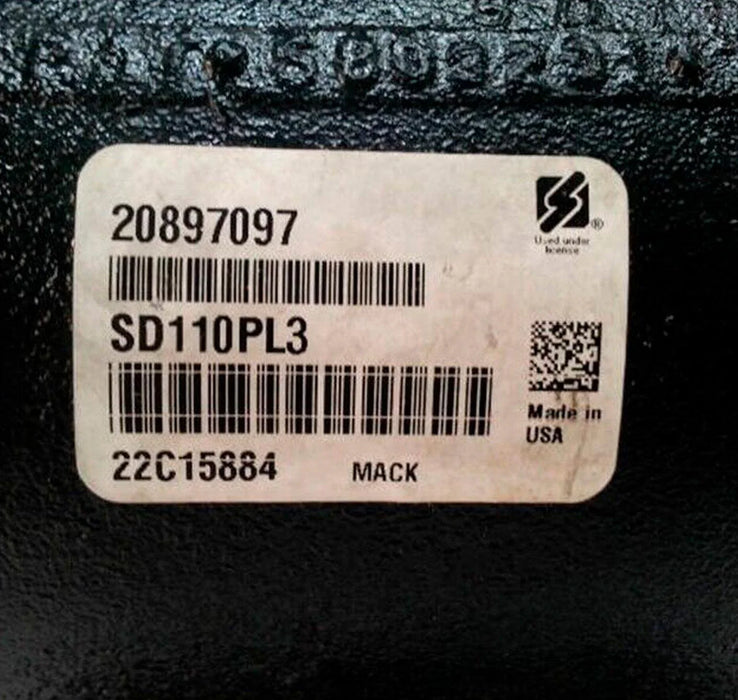 20897097
®
Used under
license
SD110PL3
Made in
USA
22C15884
MACK